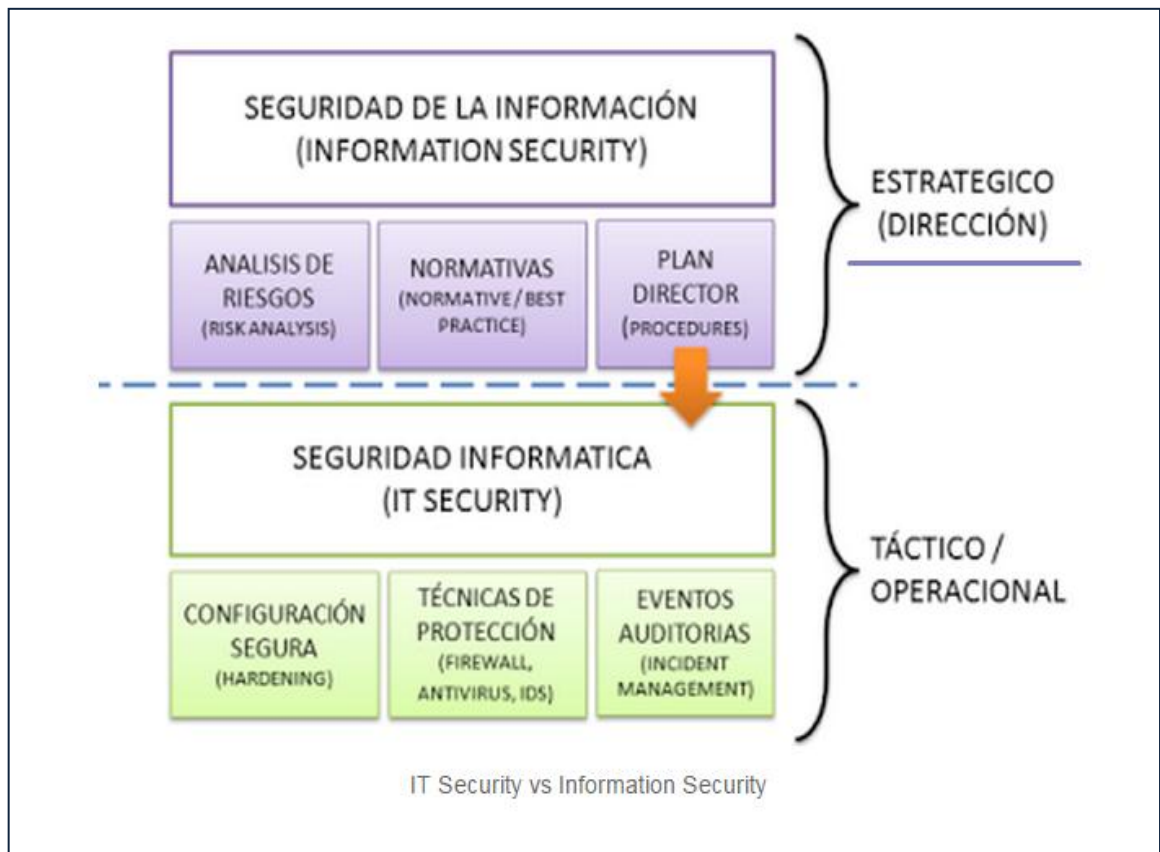 SEGURIDAD DE LA INFORMACIÓN
(INFORMATION SECURITY)
ANALISIS DE
RIESGOS
(RISK ANALYSIS)
NORMATIVAS
(NORMATIVE / BEST
PRACTICE)
PLAN
DIRECTOR
(PROCEDURES)
ESTRATEGICO
(DIRECCIÓN)
SEGURIDAD INFORMATICA
(IT SECURITY)
CONFIGURACIÓN
SEGURA
(HARDENING)
TÉCNICAS DE
PROTECCIÓN
(FIREWALL,
ANTIVIRUS, IDS)
EVENTOS
AUDITORIAS
(INCIDENT
MANAGEMENT)
TÁCTICO /
OPERACIONAL
IT Security vs Information Security